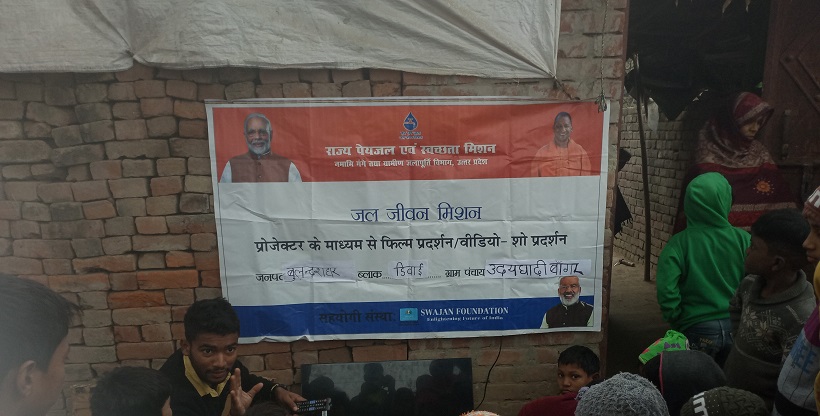 राज्य पेयजल एवं स्वच्छता मिशन
नमामि गंगे तथा ग्रामीण जलापूर्ति विभाग, उत्तर प्रदेश
जल जीवन मिशन
प्रोजेक्टर के माध्यम से फिल्म प्रदर्शन/वीडियो- शो प्रदर्शन
जनपद बुलन्दशहर ब्लाक .. डिबाई ...... ग्राम पंचाय उदयघादी बांगर
सहयोगी संस्था- SWAJAN FOUNDATION
Enlightening Future of India